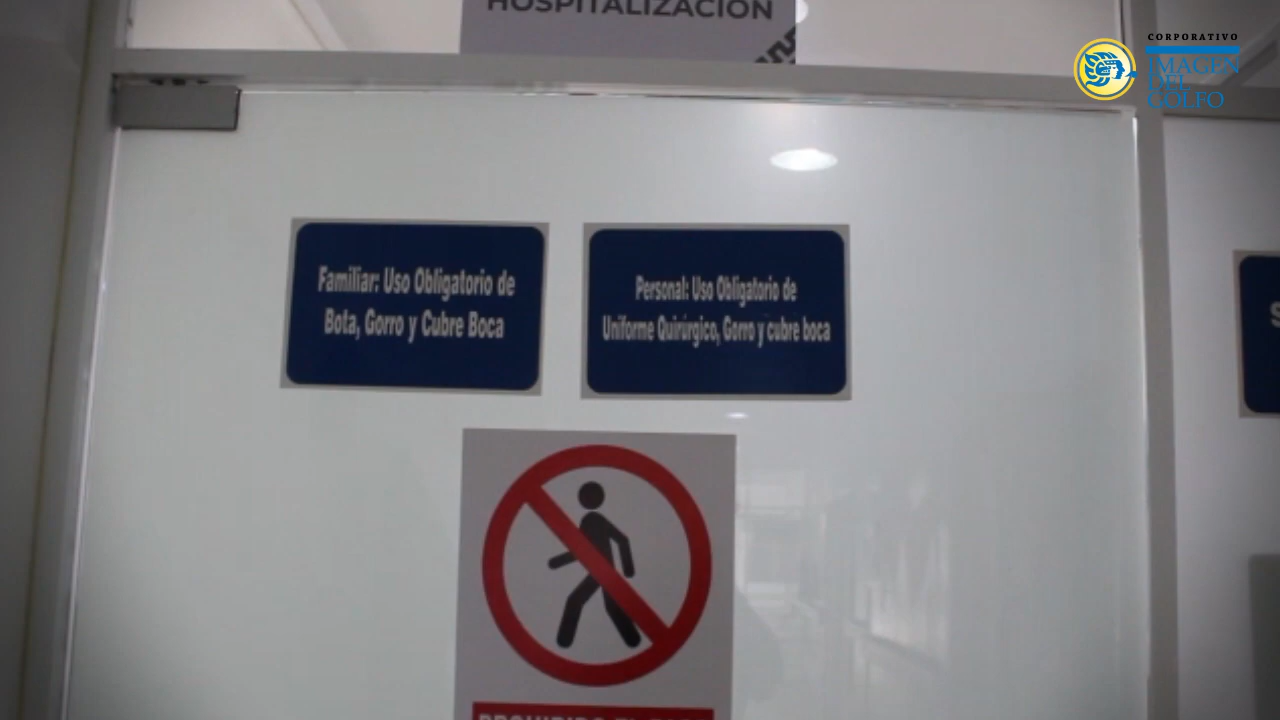 HOSPITALIZACIÓN
CORPORATIVO
IMAGEN
DEL
GOLFO
Familiar: Uso Obligatorio de
Bota, Gorro y Cubre Boca
Personal: Uso Obligatorio de
Uniforme Quirúrgico, Gorro y cubre boca